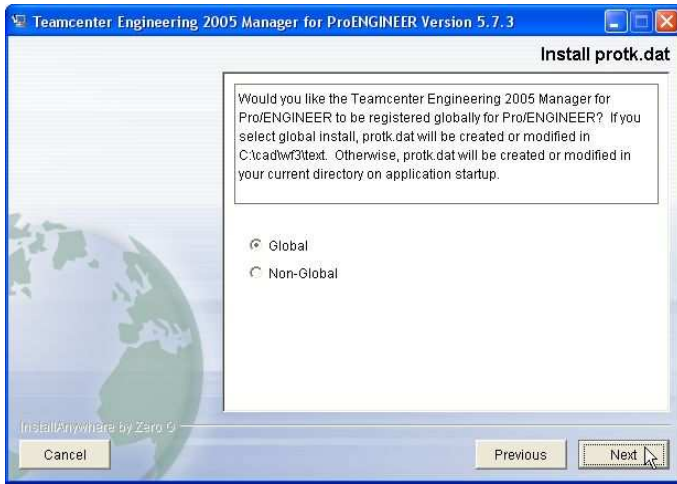 Teamcenter Engineering 2005 Manager for ProENGINEER Version 5.7.3
Install protk.dat
Would you like the Teamcenter Engineering 2005 Manager for
Pro/ENGINEER to be registered globally for Pro/ENGINEER? If you
select global install, protk.dat will be created or modified in
C:\cad\wf3\text. Otherwise, protk.dat will be created or modified in
your current directory on application startup.
Global
Non-Global
InstallAnywhere by Zero G
Cancel
Previous
Next